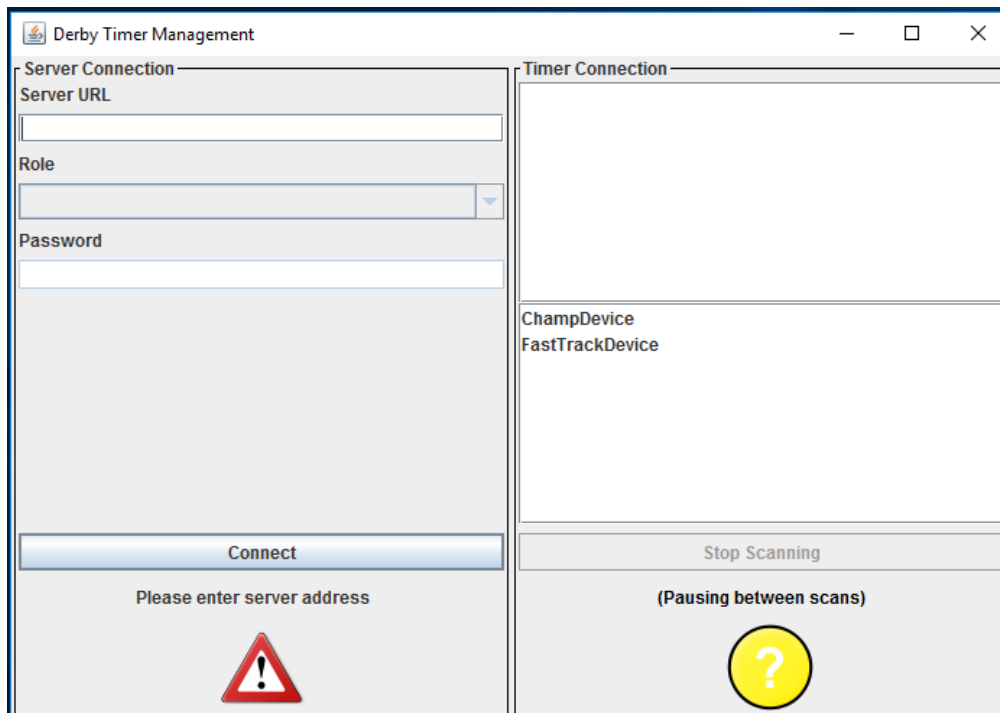 Derby Timer Management
Server Connection
Server URL
Role
Password
Connect
Please enter server address
!
Timer Connection
ChampDevice
FastTrackDevice
Stop Scanning
(Pausing between scans)
?